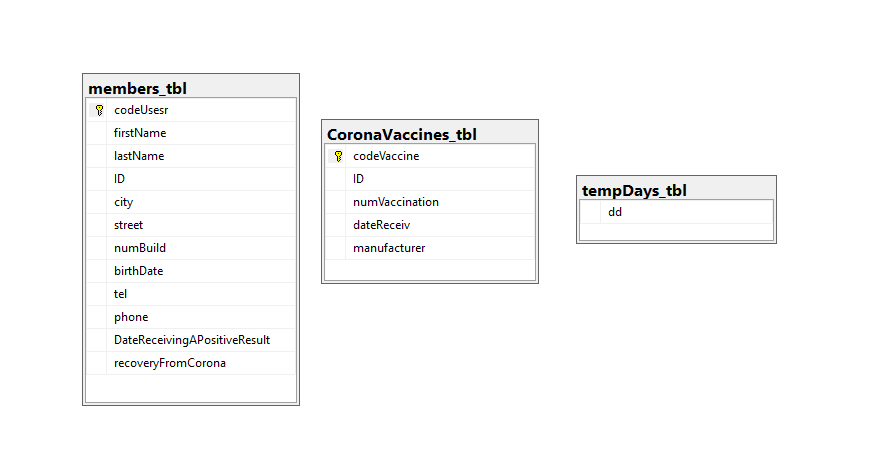 members_tbl
codeUsesr
firstName
lastName
ID
city
street
numBuild
birthDate
tel
phone
DateReceivingAPositiveResult
recoveryFromCorona
CoronaVaccines_tbl
codeVaccine
ID
numVaccination
dateReceiv
manufacturer
tempDays_tbl
dd